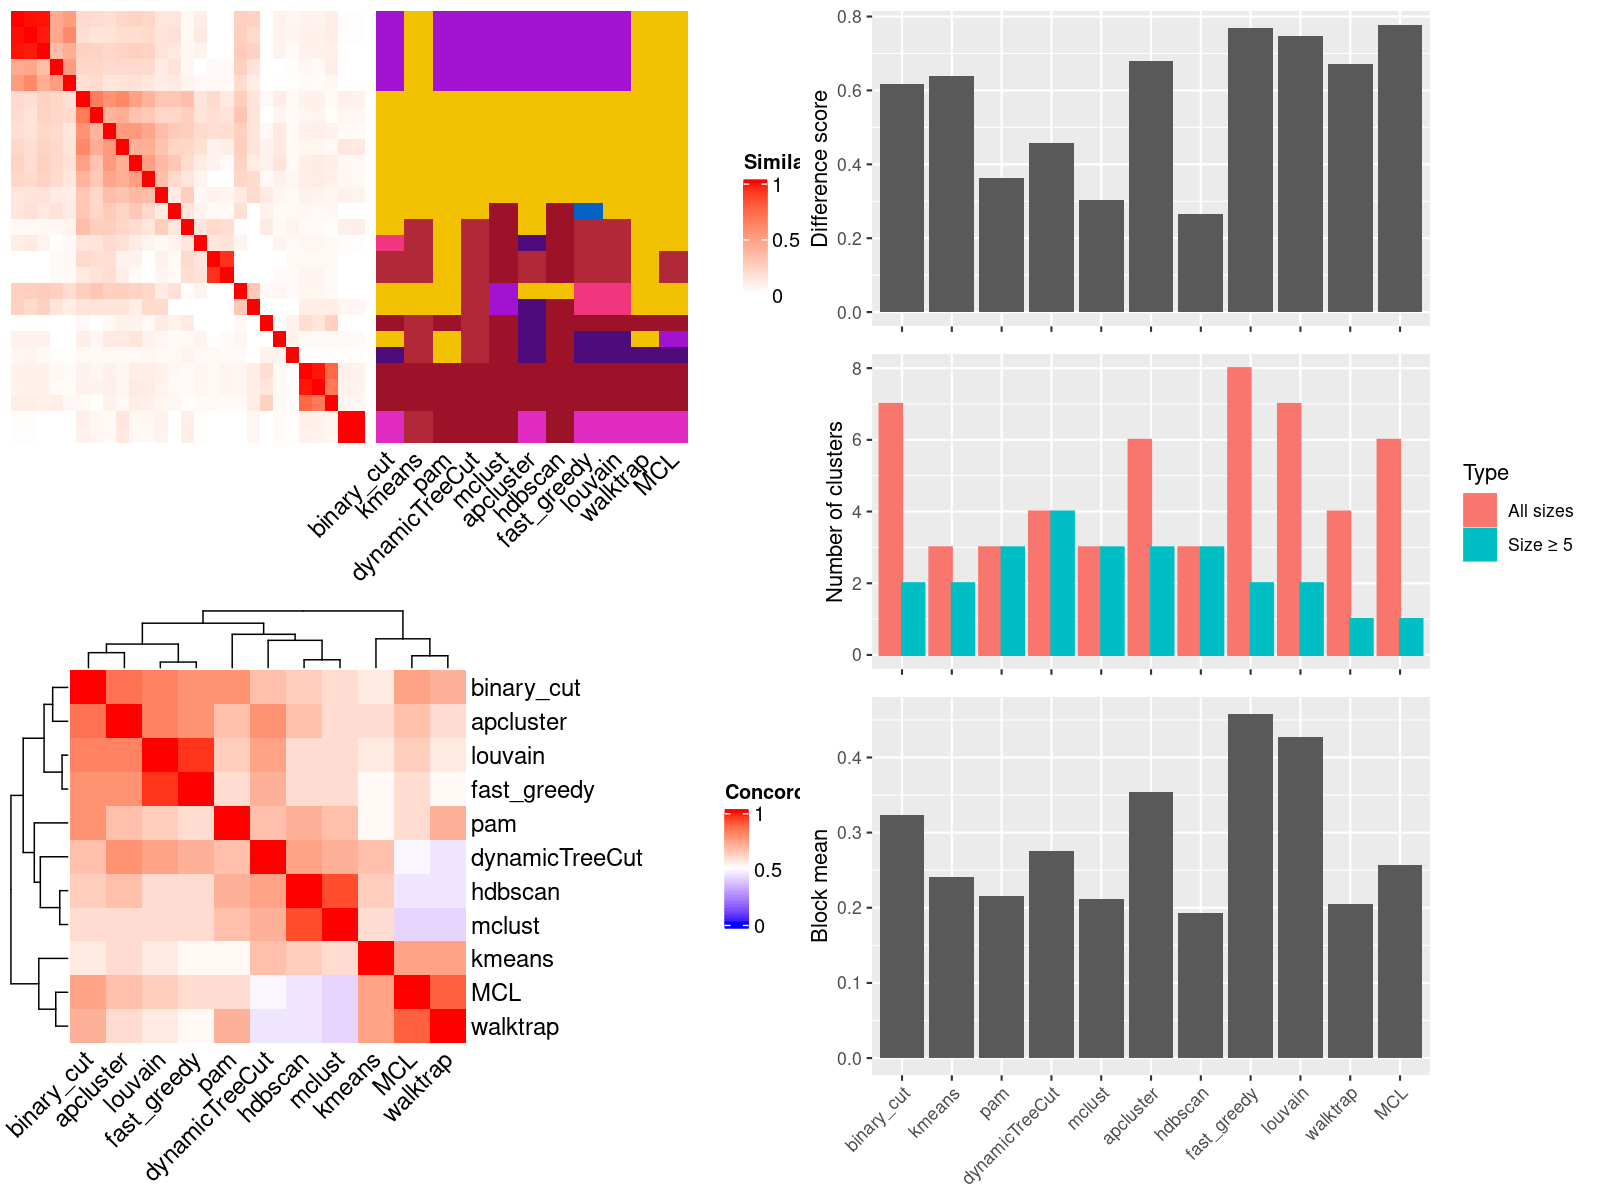 Simila
1
0.5
0
binary_cut
kmeans
pam
dynamicTreeCut
mclust
apcluster
hdbscan
fast_greedy
louvain
walktrap
MCL
Difference score
0.8
0.6
0.4
0.2
0.0
Number of clusters
8
6
4
2
0
Type
All sizes
Size ≥ 5
binary_cut
apcluster
louvain
fast_greedy
pam
dynamicTreeCut
hdbscan
mclust
kmeans
MCL
walktrap
binary_cut
apcluster
louvain
fast_greedy
pam
dynamicTreeCut
hdbscan
mclust
kmeans
MCL
walktrap
Concord
1
0.5
0
Block mean
0.4
0.3
0.2
0.1
0.0
binary_cut
kmeans
pam
dynamicTreeCut
mclust
apcluster
hdbscan
fast_greedy
louvain
walktrap
MCL